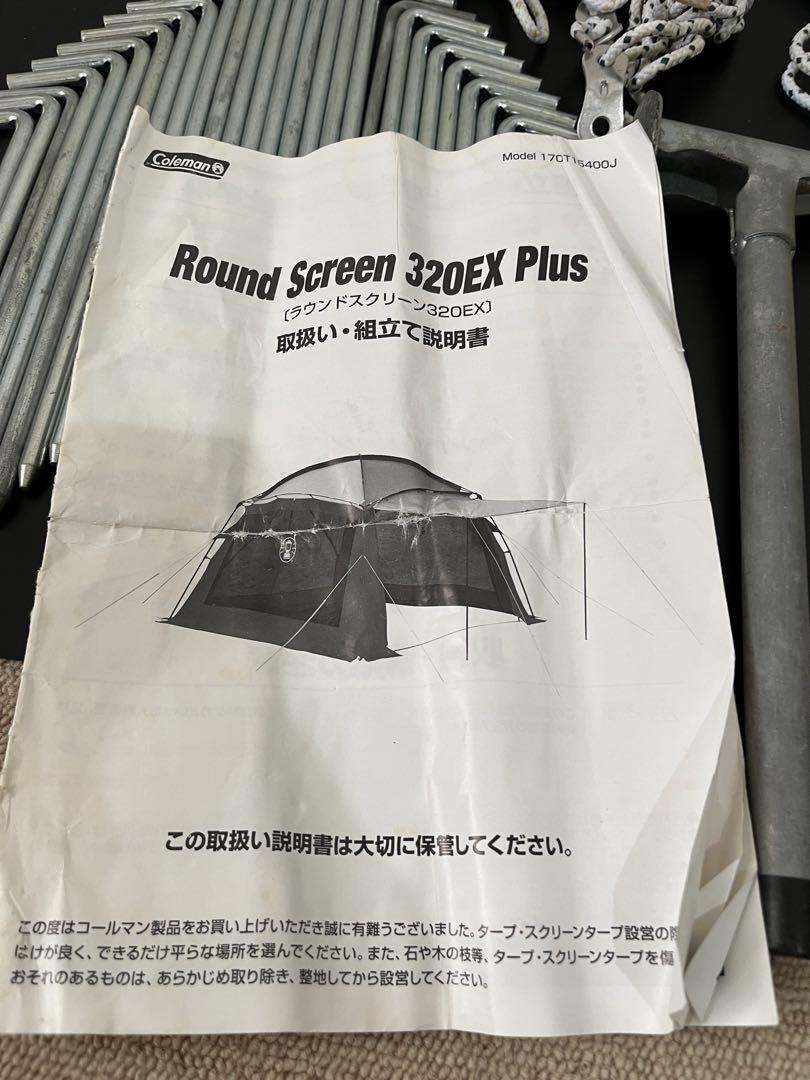 Coleman
Model 170T15400J
Round Screen 320EX Plus
〔ラウンドスクリーン320EX〕
取扱い・組立て説明書
この取扱い説明書は大切に保管してください。
この度はコールマン製品をお買い上げいただき誠に有難うございました。タープ・スクリーンタープ設営の際
はけが良く、できるだけ平らな場所を選んでください。また、石や木の枝等、タープ・スクリーンタープを傷
おそれのあるものは、あらかじめ取り除き、整地してから設営してください。